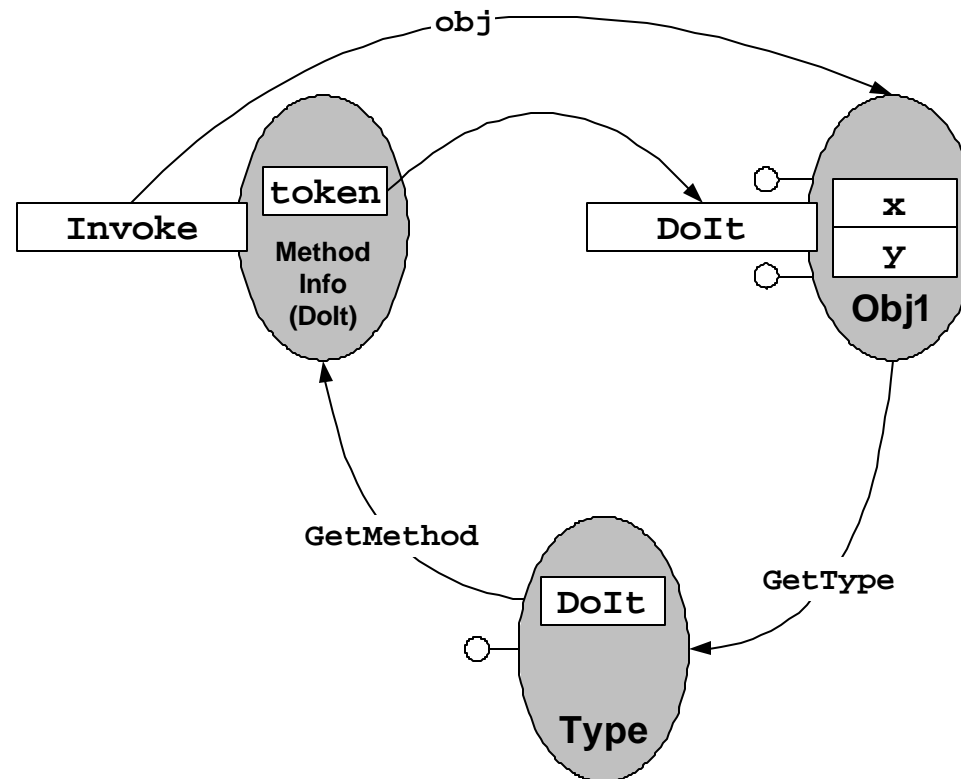 obj
token
Invoke
Method
Info
(DoIt)
DoIt
x
y
Obj1
GetMethod
GetType
DoIt
Type